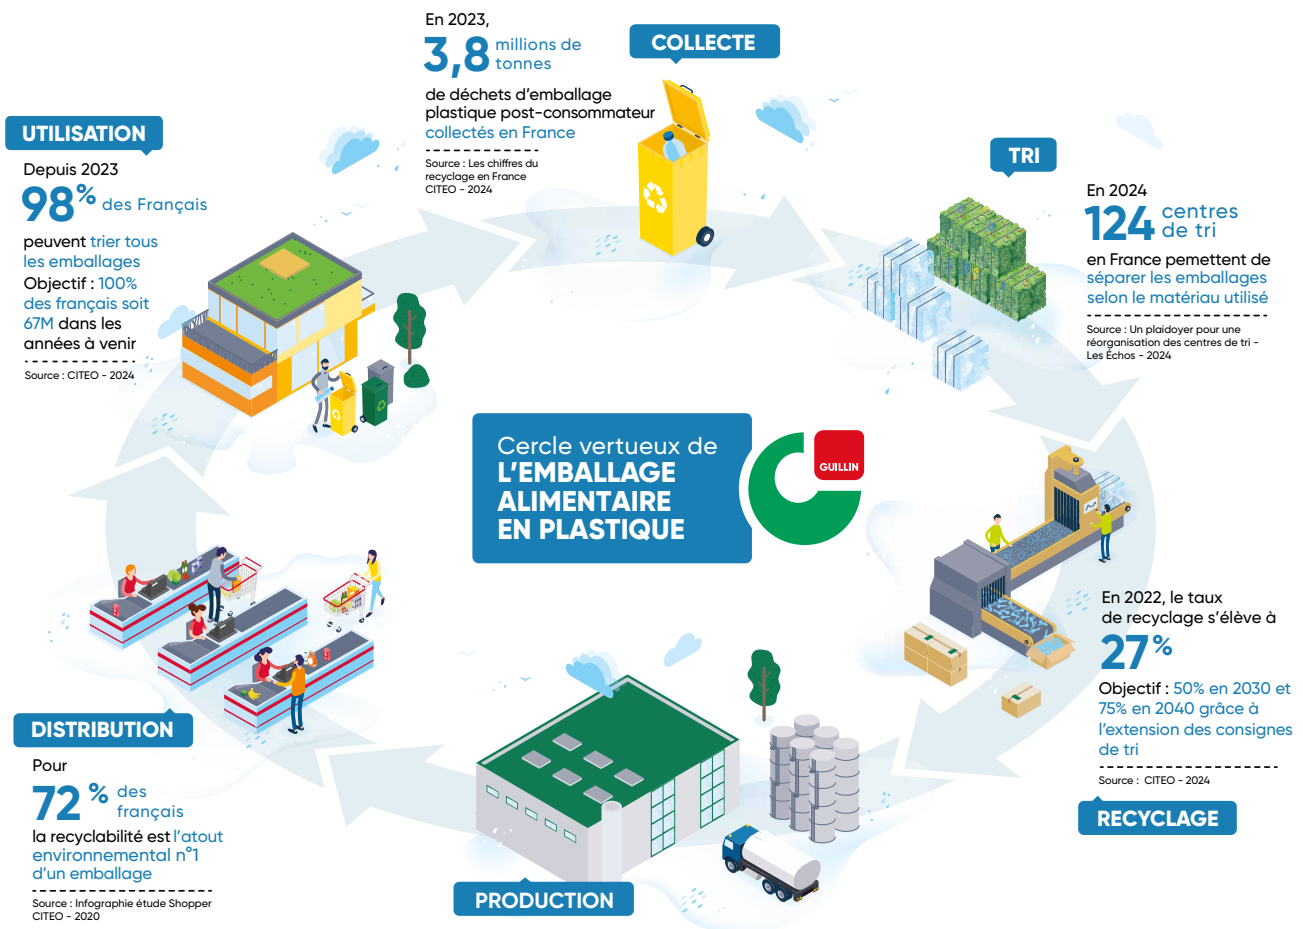 En 2023,
3,8 millions de
tonnes
de déchets d'emballage
plastique post-consommateur
collectés en France
Source : Les chiffres du
recyclage en France
CITEO - 2024
COLLECTE
UTILISATION
Depuis 2023
98% des Français
peuvent trier tous
les emballages
Objectif : 100%
des français soit
67M dans les
années à venir
Source : CITEO - 2024
TRI
En 2024
124 centres
de tri
en France pemettent de
séparer les emballages
selon le matériau utilisé
Source : Un plaidoyer pour une
réorganisation des centres de tri -
Les Échos - 2024
Cercle vertueux de
L'EMBALLAGE
ALIMENTAIRE
EN PLASTIQUE
GUILLIN
En 2022, le taux
de recyclage s'élève à
27%
Objectif : 50% en 2030 et
75% en 2040 grâce à
l'extension des consignes
de tri
Source : CITEO - 2024
RECYCLAGE
DISTRIBUTION
Pour
72% des
français
la recyclabilité est l'atout
environnemental n°1
d'un emballage
Source : Infographie étude Shopper
CITEO - 2020
PRODUCTION